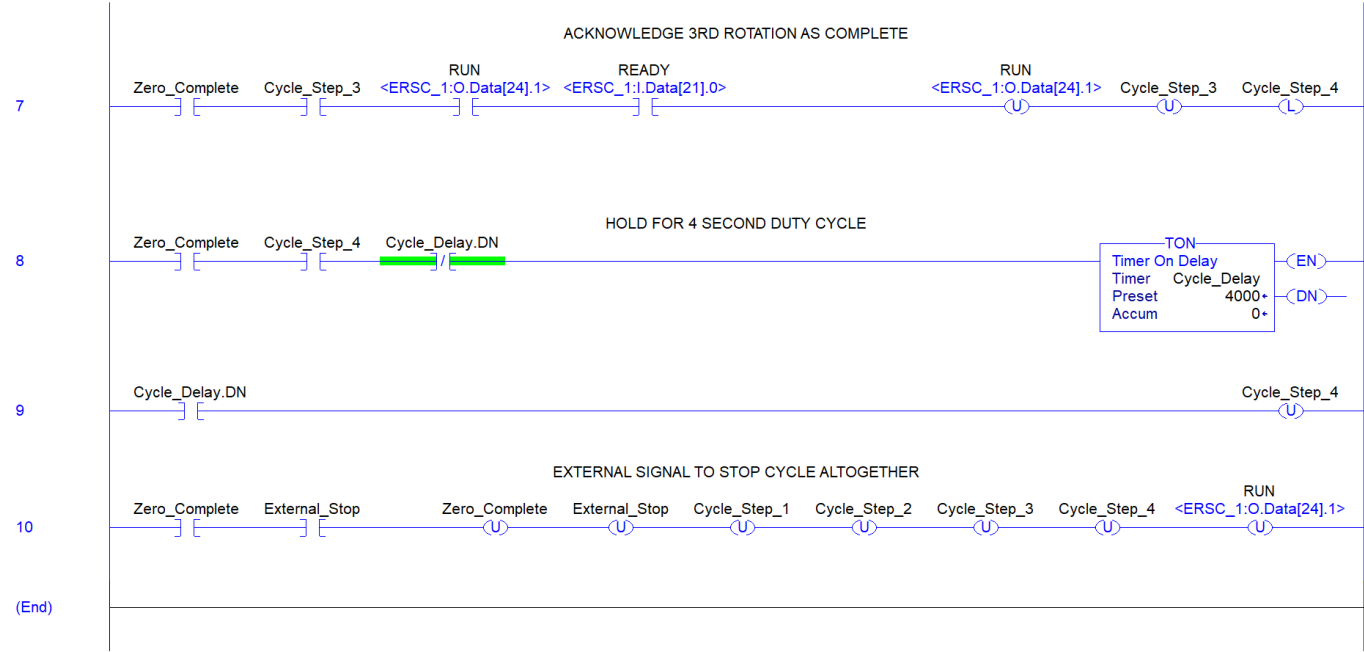 ACKNOWLEDGE 3RD ROTATION AS COMPLETE
RUN READY RUN
Zero_Complete Cycle_Step_3 <ERSC_1:O.Data[24].1> <ERSC_1:I.Data[21].0> <ERSC_1:O.Data[24].1> Cycle_Step_3 Cycle_Step_4
7 U U L
HOLD FOR 4 SECOND DUTY CYCLE
Zero_Complete Cycle_Step_4 Cycle_Delay.DN TON
8 / Timer On Delay EN
Timer Cycle_Delay
Preset 4000 DN
Accum 0
Cycle_Delay.DN Cycle_Step_4
9 U
EXTERNAL SIGNAL TO STOP CYCLE ALTOGETHER
RUN
Zero_Complete External_Stop Zero_Complete External_Stop Cycle_Step_1 Cycle_Step_2 Cycle_Step_3 Cycle_Step_4 <ERSC_1:O.Data[24].1>
10 U U U U U U U
(End)